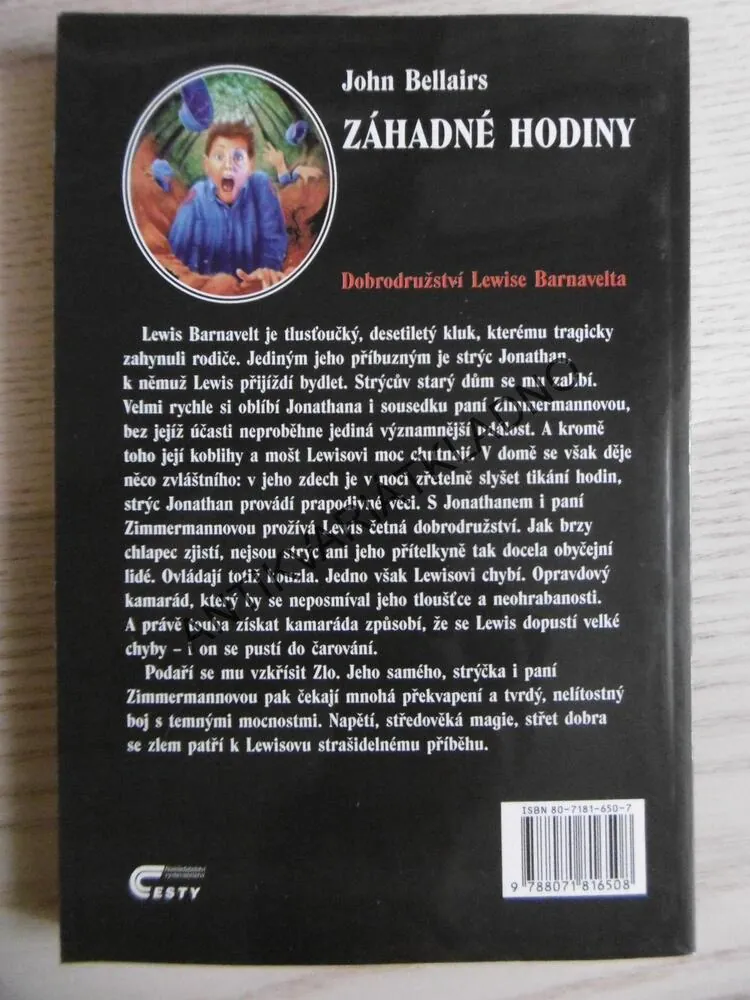 John Bellairs
ZÁHADNÉ HODINY
Dobrodružství Lewise Barnavelta
Lewis Barnavelt je tlusťoučký, desetiletý kluk, kterému tragicky
zahynuli rodiče. Jediným jeho příbuzným je strýc Jonathan,
k němuž Lewis přijíždí bydlet. Strýcův starý dům se mu zalíbí.
Velmi rychle si oblíbí Jonathana i sousedku paní Zimmermannovou,
bez jejíž účasti neproběhne jediná významnější událost. A kromě
toho její koblihy a mošt Lewisovi moc chutnají. V domě se však děje
něco zvláštního: v jeho zdech je v noci zřetelně slyšet tikání hodin,
strýc Jonathan provádí prapodivné věci. S Jonathanem i paní
Zimmermannovou prožívá Lewis četná dobrodružství. Jak brzy
chlapec zjistí, nejsou strýc ani jeho přítelkyně tak docela obyčejní
lidé. Ovládají totiž kouzla. Jedno však Lewisovi chybí. Opravdový
kamarád, který by se neposmíval jeho tloušťce a neohrabanosti.
A právě touha získat kamaráda způsobí, že se Lewis dopustí velké
chyby – i on se pustí do čarování.
Podaří se mu vzkřísit Zlo. Jeho samého, strýčka i paní
Zimmermannovou pak čekají mnohá překvapení a tvrdý, nelítostný
boj s temnými mocnostmi. Napětí, středověká magie, střet dobra
se zlem patří k Lewisovu strašidelnému příběhu.
ANTIKVARIATKLADNO
ISBN 80-7181-650-7
9 788071 816508
CESTY